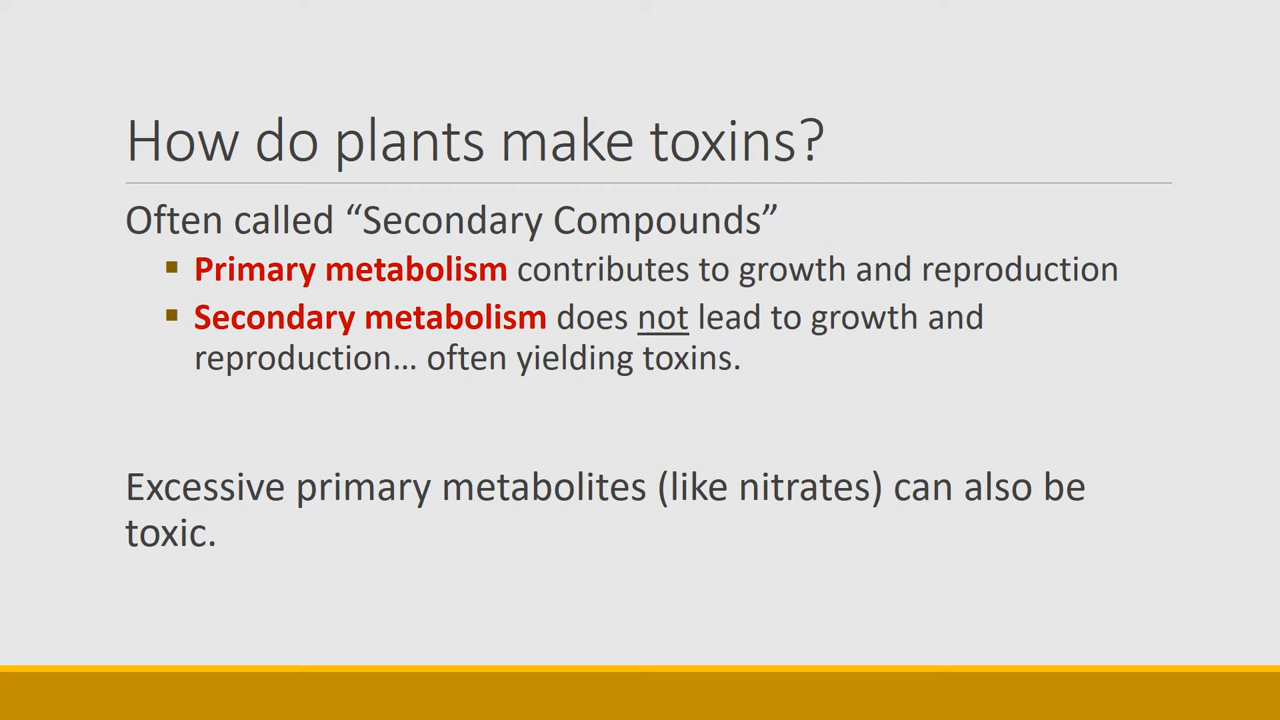 How do plants make toxins?
Often called “Secondary Compounds”
▪ Primary metabolism contributes to growth and reproduction
▪ Secondary metabolism does not lead to growth and
reproduction… often yielding toxins.
Excessive primary metabolites (like nitrates) can also be
toxic.